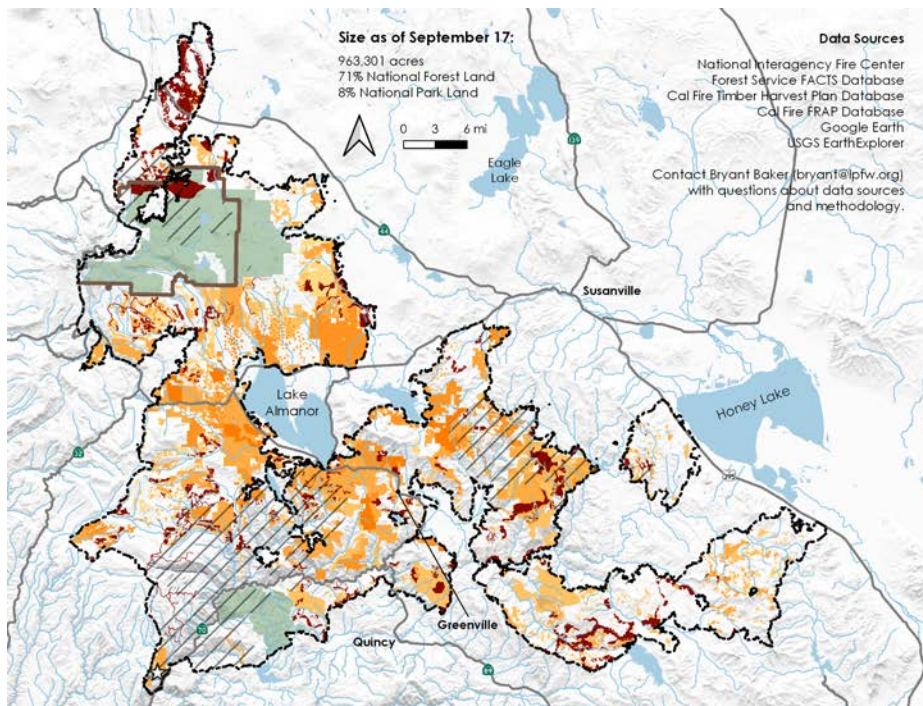 Size as of September 17:
963,301 acres
71% National Forest Land
8% National Park Land
0 3 6 mi
Data Sources
National Interagency Fire Center
Forest Service FACTS Database
Cal Fire Timber Harvest Plan Database
Cal Fire FRAP Database
Google Earth
USGS EarthExplorer
Contact Bryant Baker (bryant@lpfw.org)
with questions about data sources
and methodology.
139
Eagle
Lake
44
Susanville
Lake
Almanor
Honey Lake
32
395
70
Greenville
Quincy
89